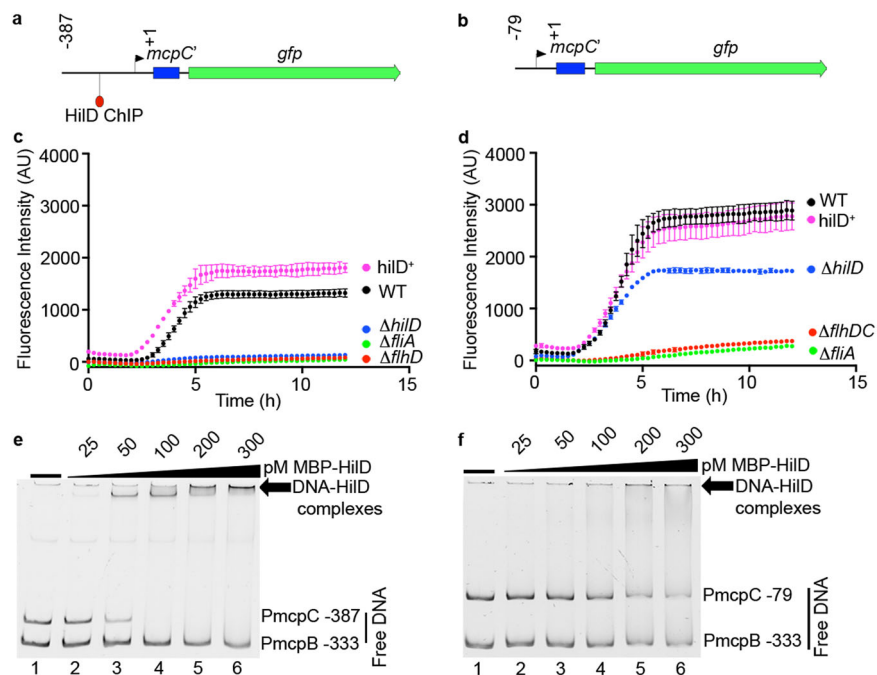 a
-387
+1
mcpC'
gfp
HilD ChIP
b
-79
+1
mcpC'
gfp
c
Fluorescence Intensity (AU)
4000
3000
2000
1000
0
0
5
10
15
Time (h)
hilD+
WT
ΔhilD
ΔfliA
ΔflhD
d
Fluorescence Intensity (AU)
4000
3000
2000
1000
0
0
5
10
15
Time (h)
WT
hilD+
ΔhilD
ΔflhDC
ΔfliA
e
25
50
100
200
300
pM MBP-HilD
DNA-HilD
complexes
PmcpC -387
PmcpB -333
Free DNA
1 2 3 4 5 6
f
25
50
100
200
300
pM MBP-HilD
DNA-HilD
complexes
PmcpC -79
PmcpB -333
Free DNA
1 2 3 4 5 6